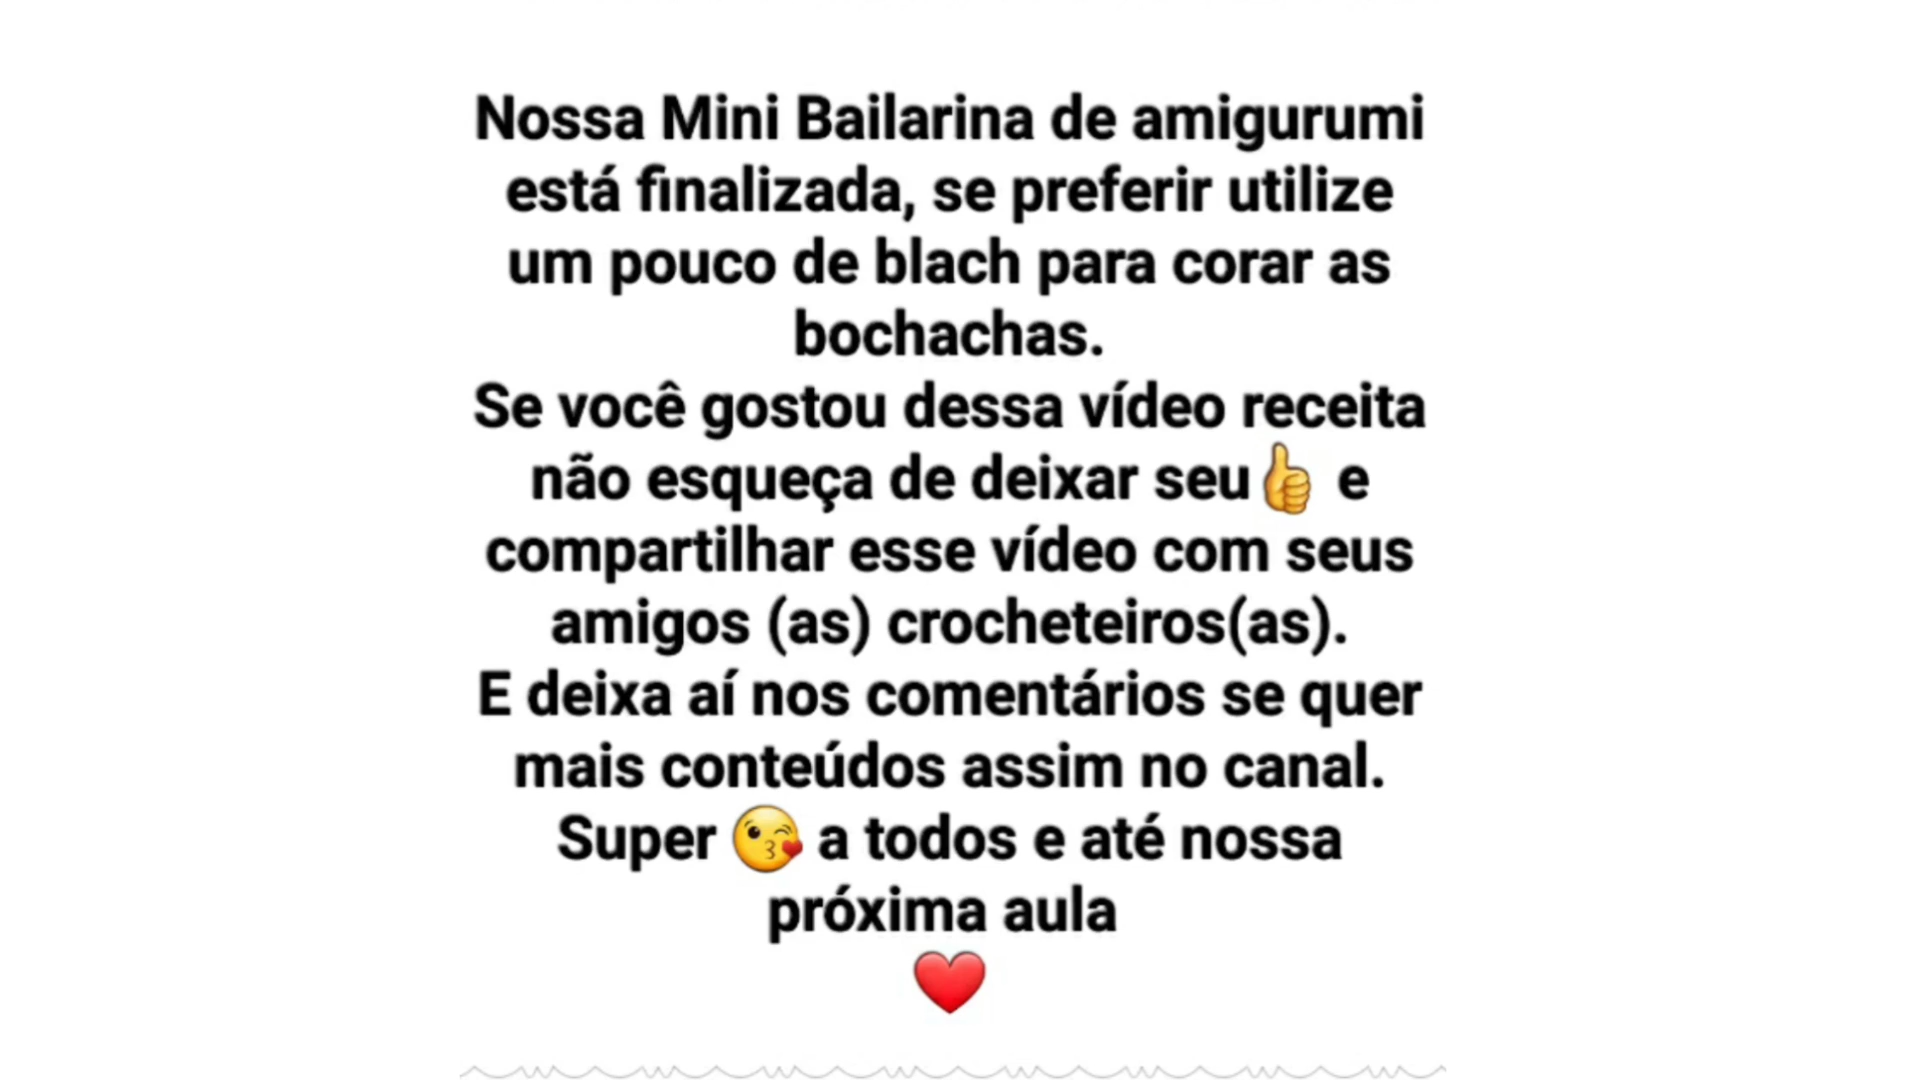 Nossa Mini Bailarina de amigurumi
está finalizada, se preferir utilize
um pouco de blach para corar as
bochachas.
Se você gostou dessa vídeo receita
não esqueça de deixar seu👍 e
compartilhar esse vídeo com seus
amigos (as) crocheteiros(as).
E deixa aí nos comentários se quer
mais conteúdos assim no canal.
Super 😘 a todos e até nossa
próxima aula
❤️